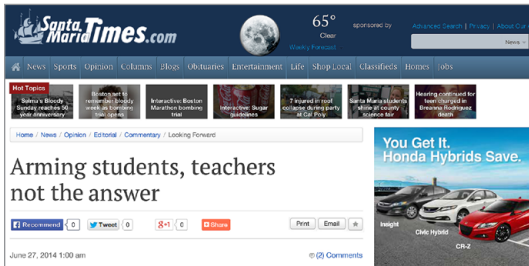 Santa
Maria Times.com
65°
Clear
Weekly Forecast
sponsored by
Advanced Search | Privacy | About Our
News
News Sports Opinion Columns Blogs Obituaries Entertainment Life Shop Local Classifieds Homes Jobs
Hot Topics
Selma's Bloody
Sunday reaches 50
year anniversary
Boston set to
remember bloody
week as bombing
trial opens
Interactive: Boston
Marathon bombing
trial
Interactive: Sugar
guidelines
7 injured in roof
collapse during party
at Cal Poly
Santa Maria students
shine at county
science fair
Hearing continued for
teen charged in
Breanna Rodriguez
death
Home / News / Opinion / Editorial / Commentary / Looking Forward
Arming students, teachers
not the answer
Recommend 0
Tweet 0
+1 0
Share
Print
Email
June 27, 2014 1:00 am
(2) Comments
You Get It.
Honda Hybrids Save.
Insight
Civic Hybrid
CR-Z